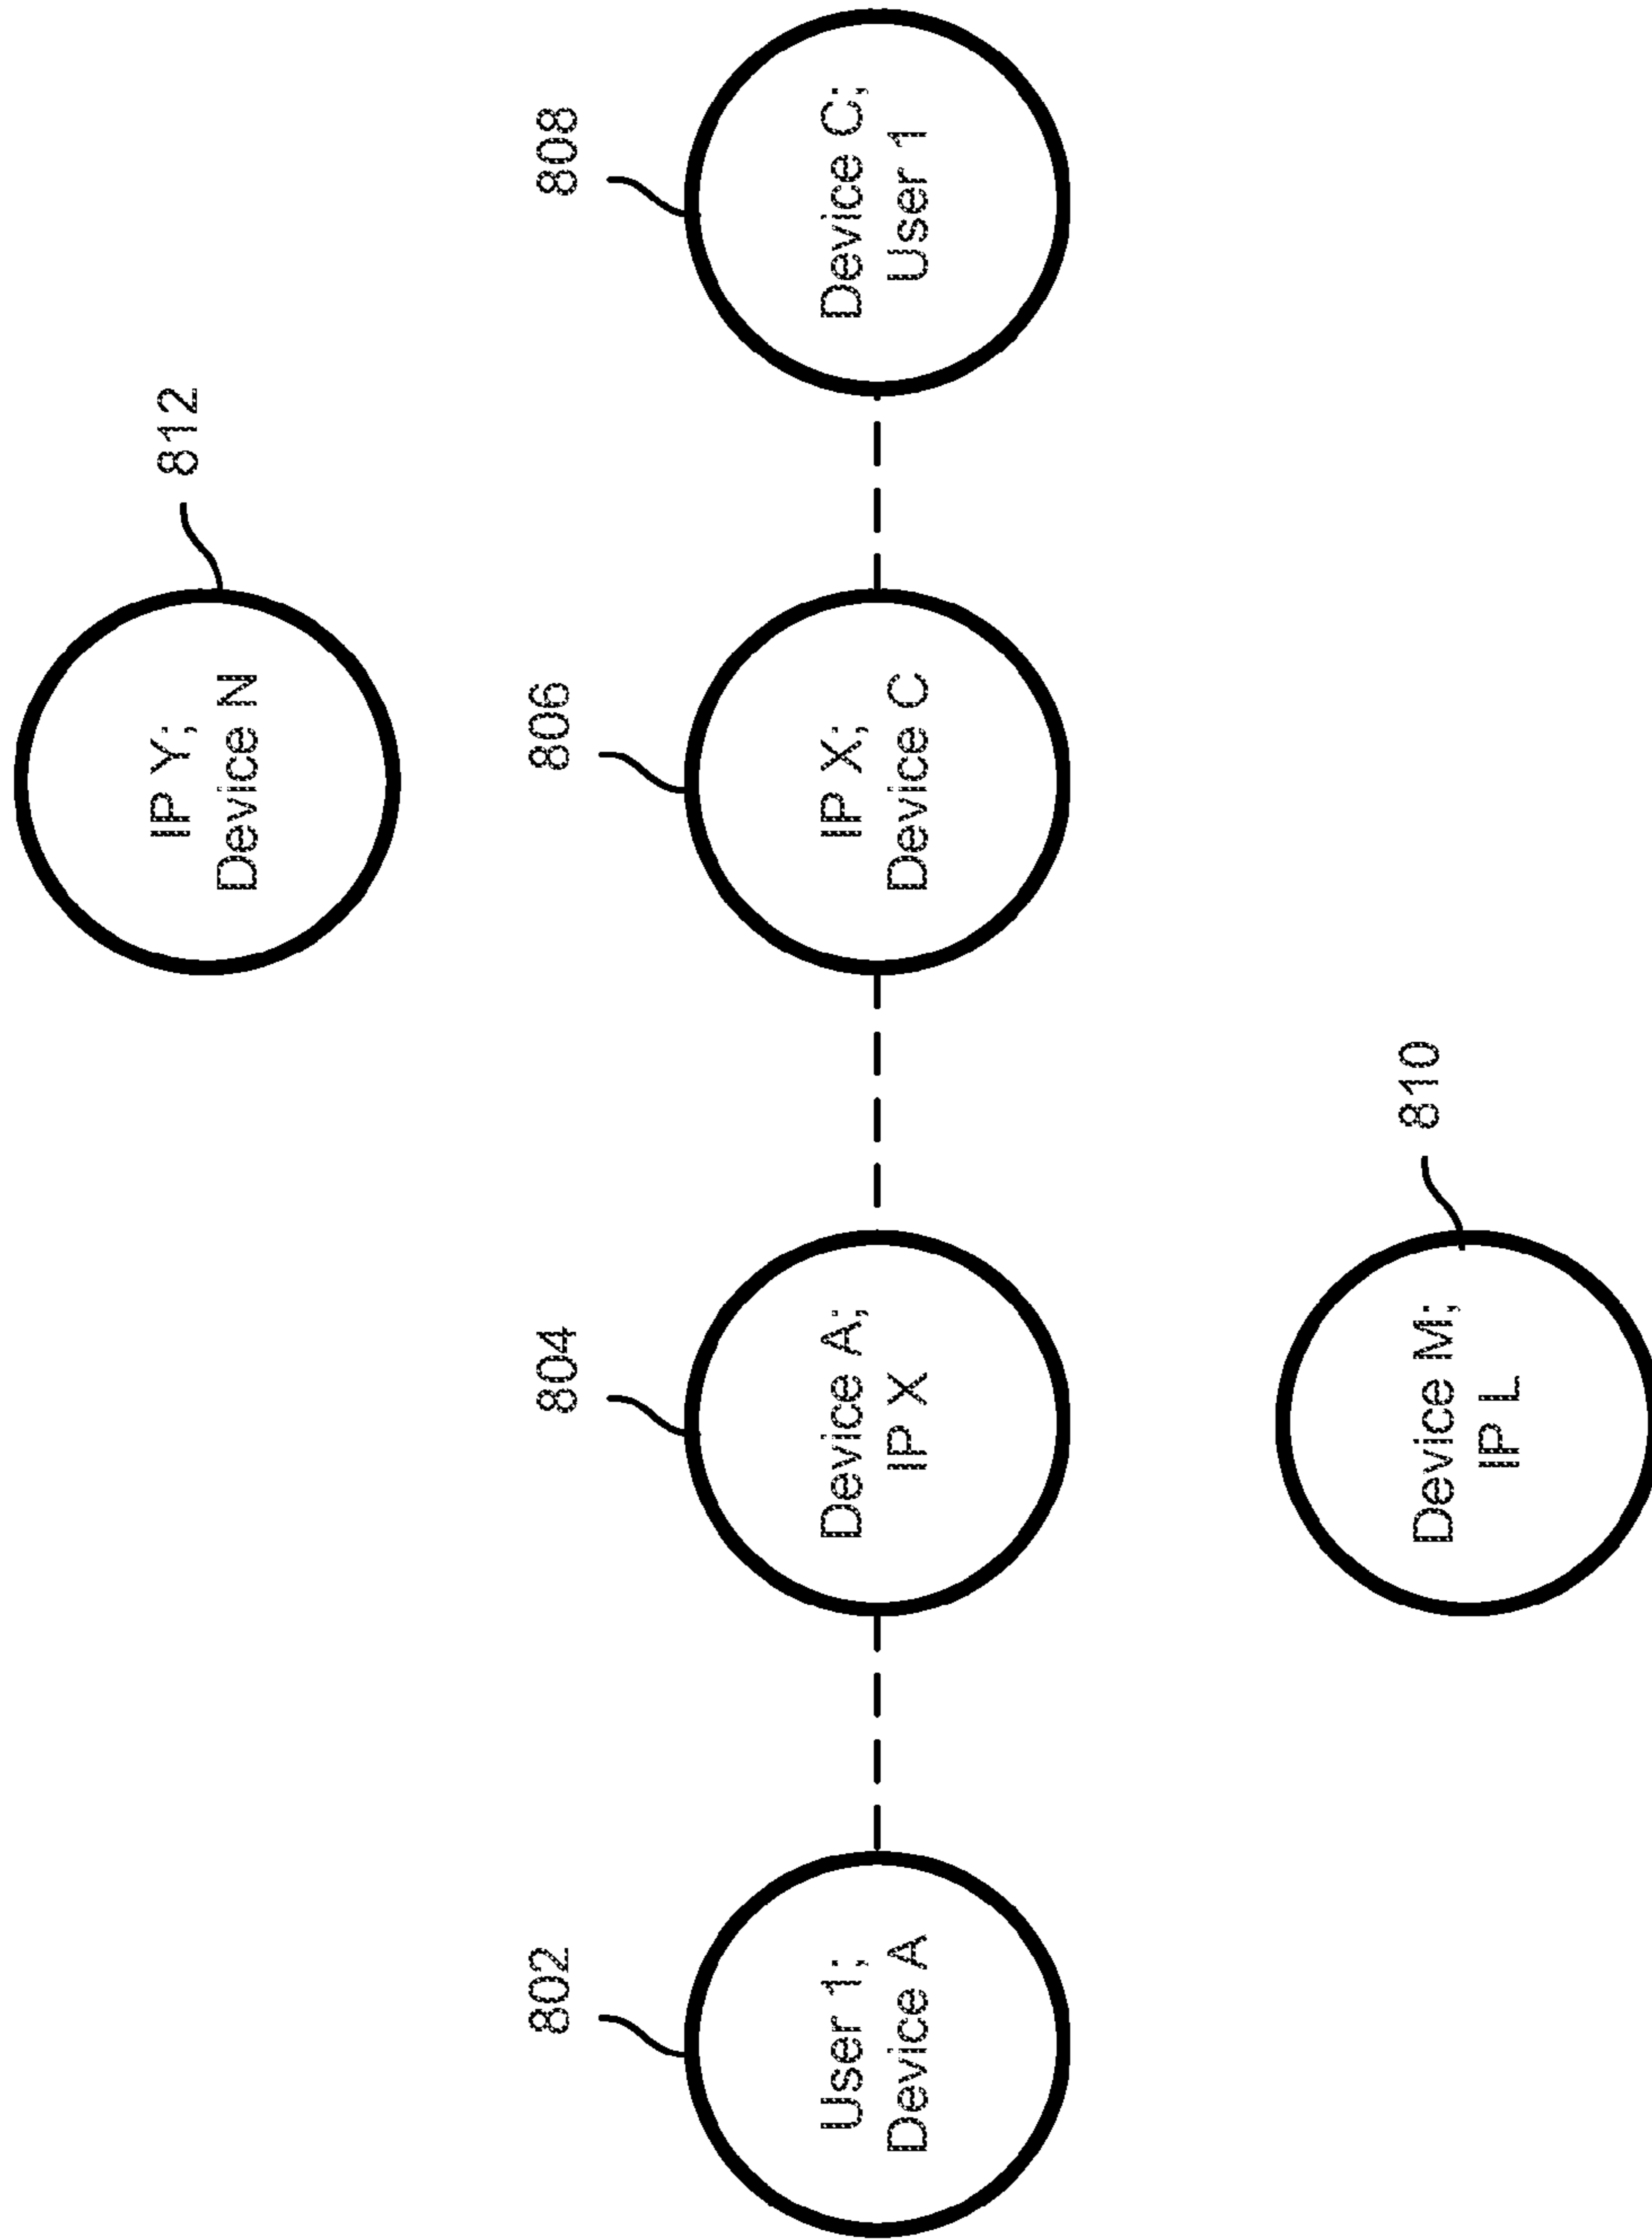 812
IP Y;
Device N
802
User 1;
Device A
804
Device A;
IP X
806
IP X;
Device C
808
Device C;
User 1
810
Device M;
IP L